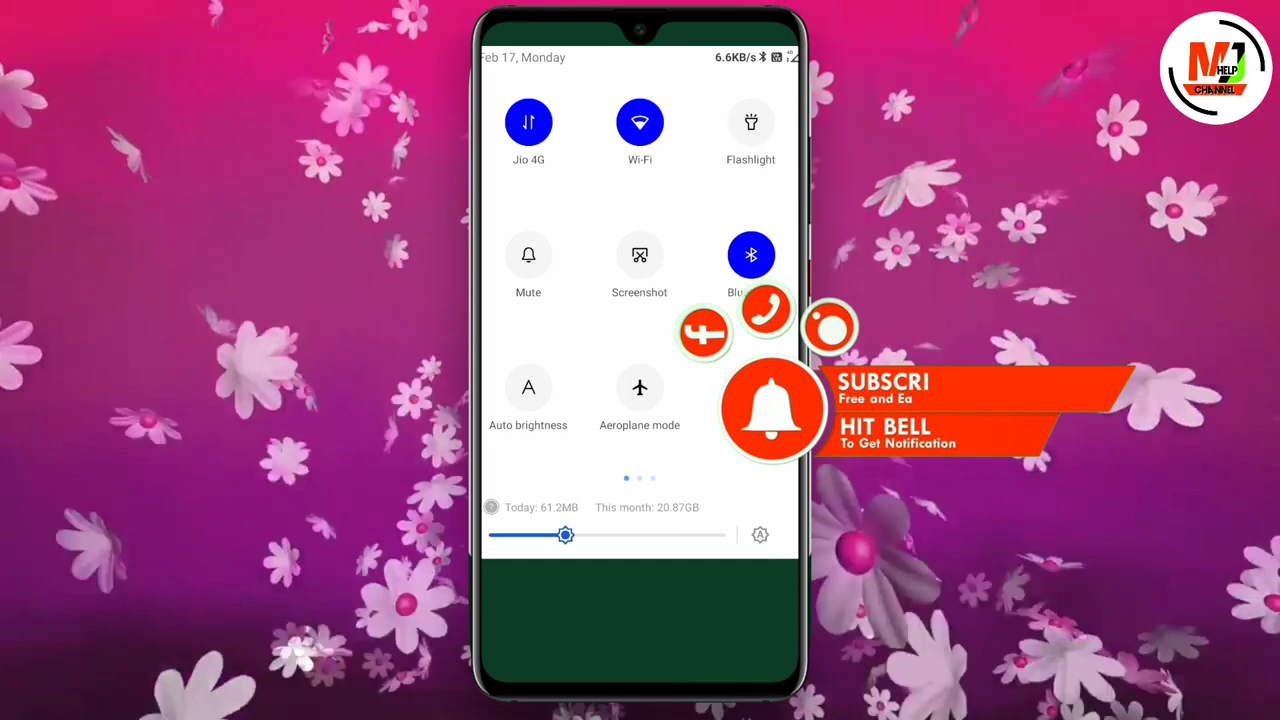 Feb 17, Monday
6.6KB/s
Jio 4G
Wi-Fi
Flashlight
Mute
Screenshot
Blu
A
Auto brightness
Aeroplane mode
Today: 61.2MB This month: 20.87GB
A
SUBSCRI
Free and Ea
HIT BELL
To Get Notification
MJ
HELP
CHANNEL